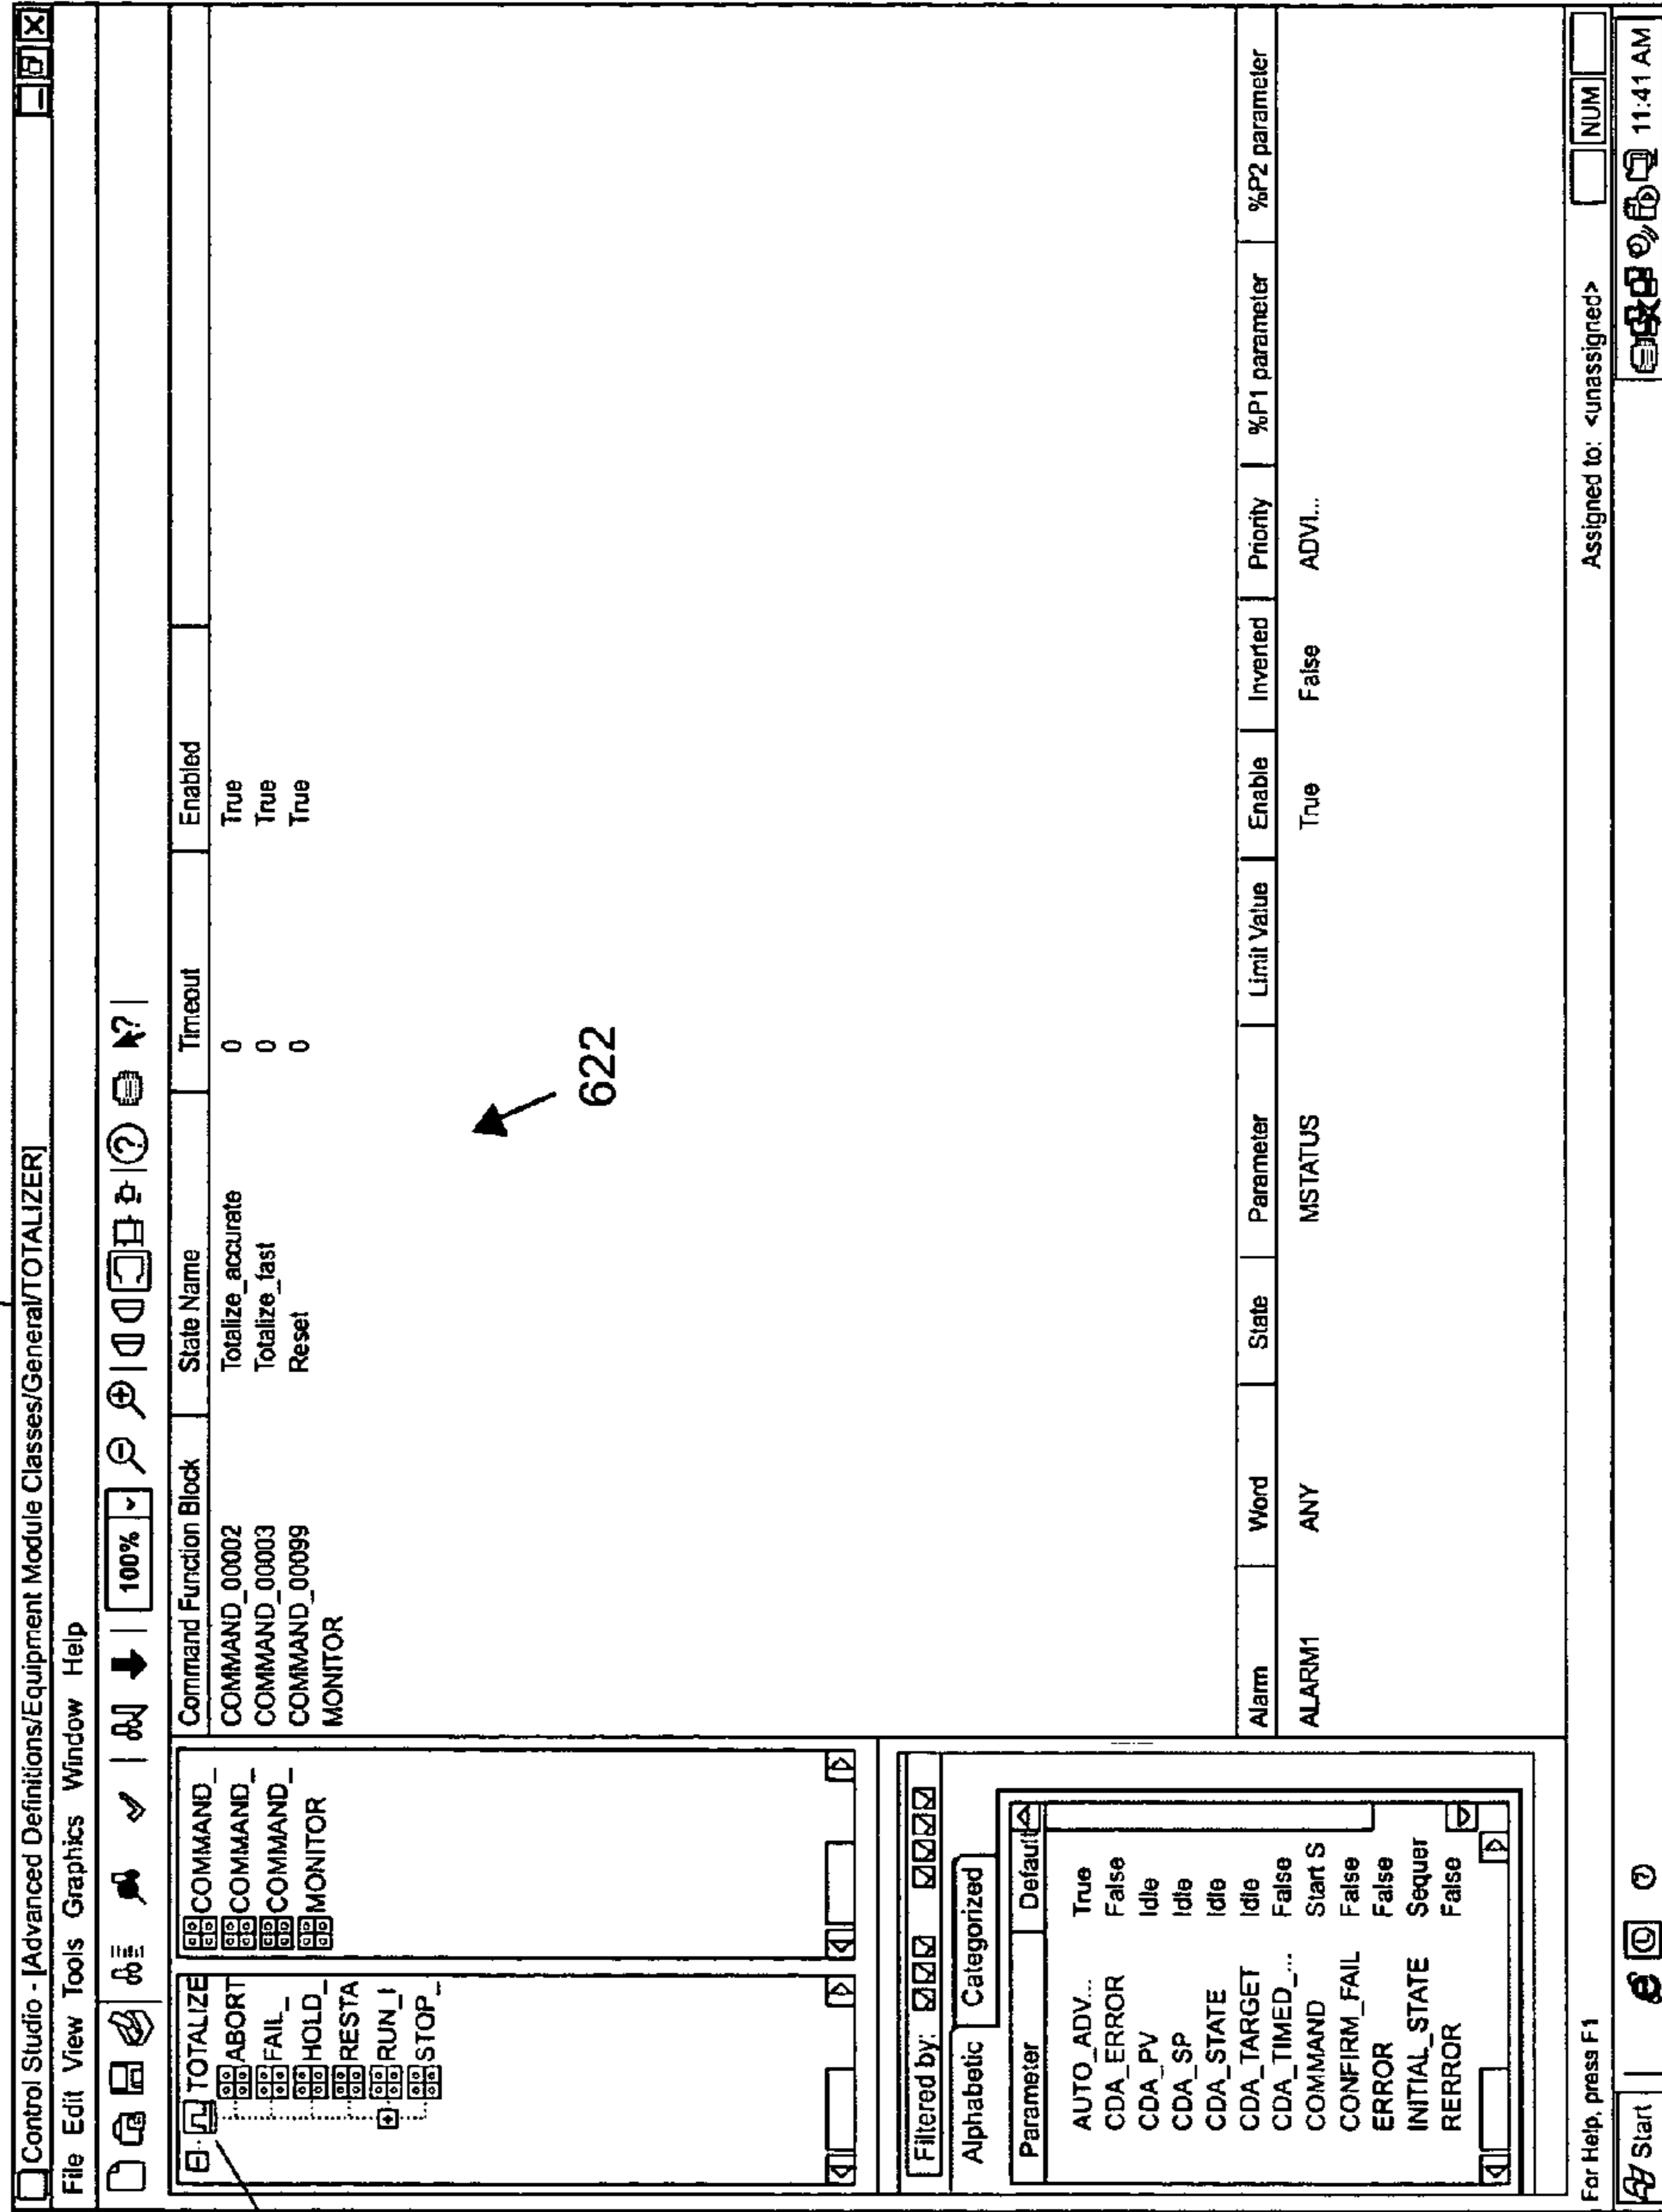 Control Studio - [Advanced Definitions/Equipment Module Classes/General/TOTALIZER]
File Edit View Tools Graphics Window Help
100%
TOTALIZE
ABORT
FAIL_
HOLD_
RESTA
RUN_I
STOP_
COMMAND_
COMMAND_
COMMAND_
MONITOR
Command Function Block State Name Timeout Enabled
COMMAND_00002 Totalize_accurate 0 True
COMMAND_00003 Totalize_fast 0 True
COMMAND_00099 Reset 0 True
MONITOR
622
Filtered by:
Alphabetic Categorized
Parameter Default
AUTO_ADV... True
CDA_ERROR False
CDA_PV Idle
CDA_SP Idle
CDA_STATE Idle
CDA_TARGET Idle
CDA_TIMED_... False
COMMAND Start S
CONFIRM_FAIL False
ERROR False
INITIAL_STATE Sequer
RERROR False
Alarm Word State Parameter Limit Value Enable Inverted Priority %P1 parameter %P2 parameter
ALARM1 ANY MSTATUS True False ADVI...
For Help, press F1 Assigned to: <unassigned> NUM
Start 11:41 AM